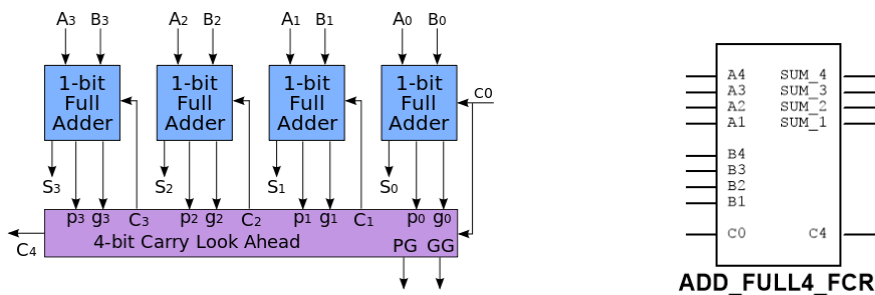 A3 B3 A2 B2 A1 B1 A0 B0
1-bit Full Adder
1-bit Full Adder
1-bit Full Adder
1-bit Full Adder
C0
S3 S2 S1 S0
p3 g3 C3 p2 g2 C2 p1 g1 C1 p0 g0
4-bit Carry Look Ahead
PG GG
C4
A4 SUM_4
A3 SUM_3
A2 SUM_2
A1 SUM_1
B4
B3
B2
B1
C0 C4
ADD_FULL4_FCR